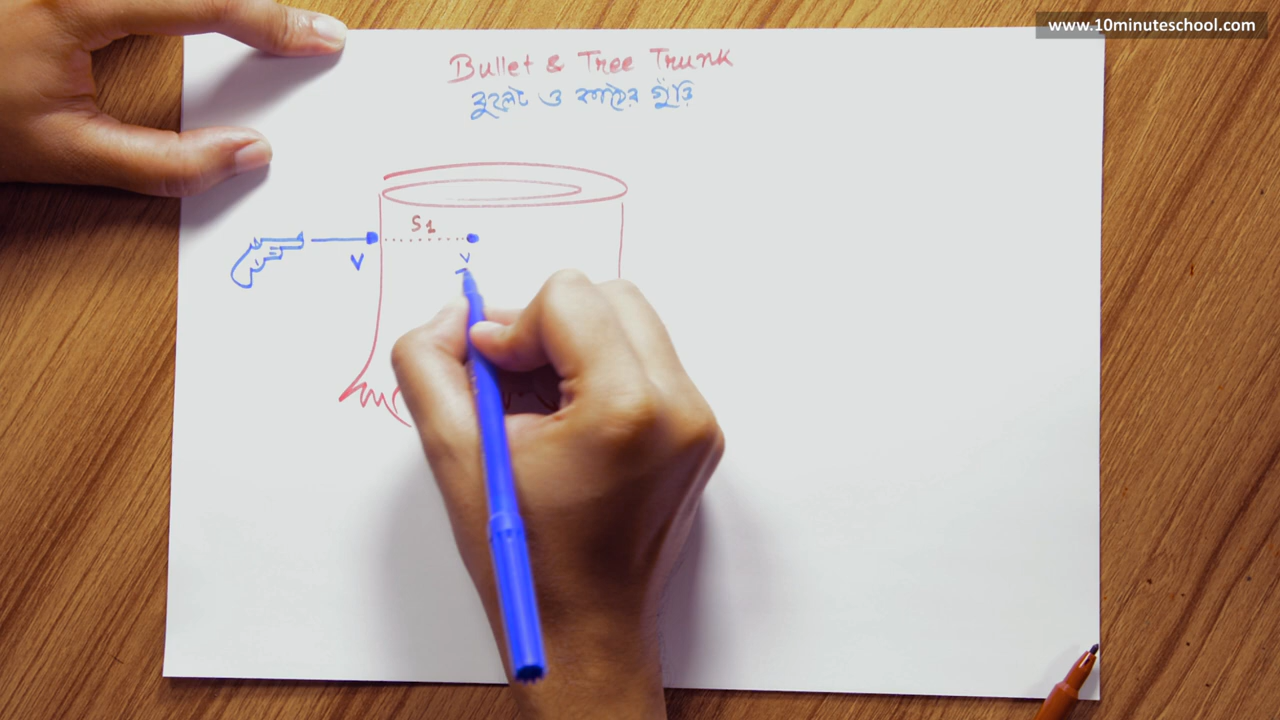 www.10minuteschool.com
Bullet & Tree Trunk
বুলেট ও কাঠের গুঁড়ি
S1
V
V